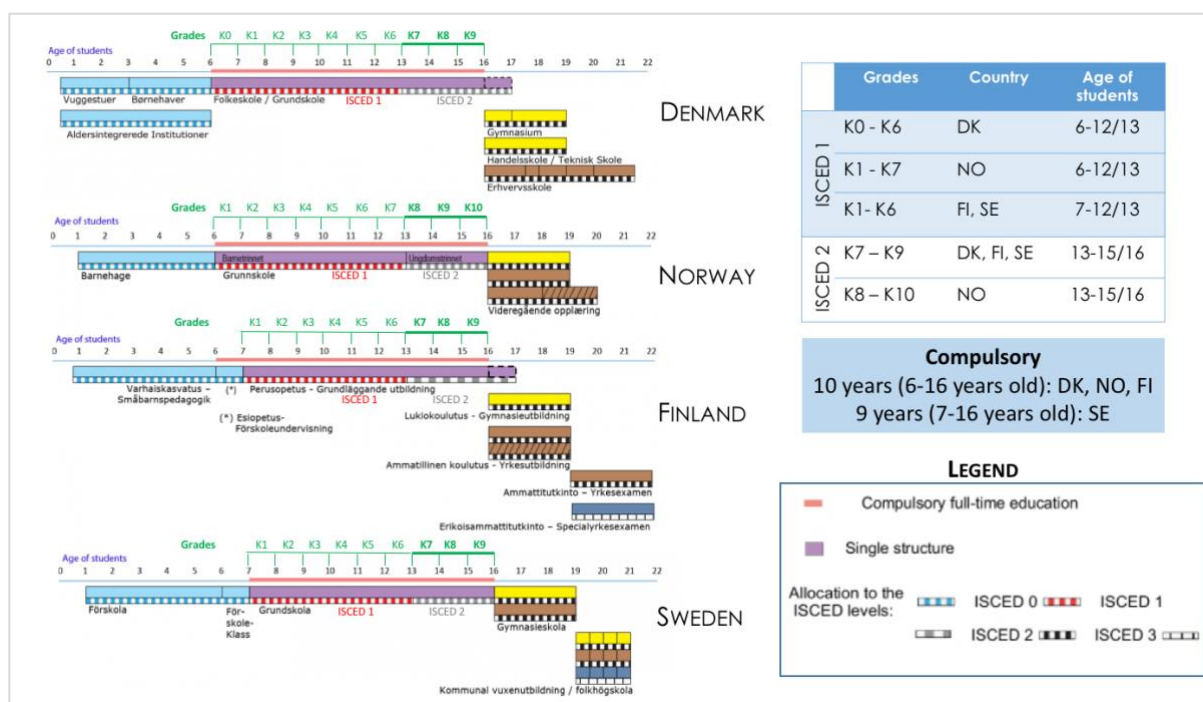 Grades K0 K1 K2 K3 K4 K5 K6 K7 K8 K9
Age of students
0 1 2 3 4 5 6 7 8 9 10 11 12 13 14 15 16 17 18 19 20 21 22
Vuggestuer Børnehaver Folkeskole / Grundskole ISCED 1 ISCED 2
Aldersintegrerede Institutioner
Gymnasium
Handelsskole / Teknisk Skole
Erhvervsskole
DENMARK
Grades K1 K2 K3 K4 K5 K6 K7 K8 K9 K10
Age of students
0 1 2 3 4 5 6 7 8 9 10 11 12 13 14 15 16 17 18 19 20 21 22
Barnetrinnet Ungdomstrinnet
Barnehage Grunnskole ISCED 1 ISCED 2
Videregående opplæring
NORWAY
Grades K1 K2 K3 K4 K5 K6 K7 K8 K9
Age of students
0 1 2 3 4 5 6 7 8 9 10 11 12 13 14 15 16 17 18 19 20 21 22
Varhaiskasvatus – (*) Perusopetus - Grundläggande utbildning
Småbarnspedagogik ISCED 1 ISCED 2
(*) Esiopetus-
Förskoleundervisning
Lukiokoulutus - Gymnasieutbildning
Ammatillinen koulutus - Yrkesutbildning
Ammattitutkinto – Yrkesexamen
Erikoisammattitutkinto – Specialyrkesexamen
FINLAND
Grades K1 K2 K3 K4 K5 K6 K7 K8 K9
Age of students
0 1 2 3 4 5 6 7 8 9 10 11 12 13 14 15 16 17 18 19 20 21 22
Förskola För- Grundskola ISCED 1 ISCED 2
skole-
Klass
Gymnasieskola
Kommunal vuxenutbildning / folkhögskola
SWEDEN
Grades Country Age of
students
ISCED 1
K0 - K6 DK 6-12/13
K1 - K7 NO 6-12/13
K1- K6 FI, SE 7-12/13
ISCED 2
K7 – K9 DK, FI, SE 13-15/16
K8 – K10 NO 13-15/16
Compulsory
10 years (6-16 years old): DK, NO, FI
9 years (7-16 years old): SE
LEGEND
Compulsory full-time education
Single structure
Allocation to the
ISCED levels:
ISCED 0 ISCED 1
ISCED 2 ISCED 3